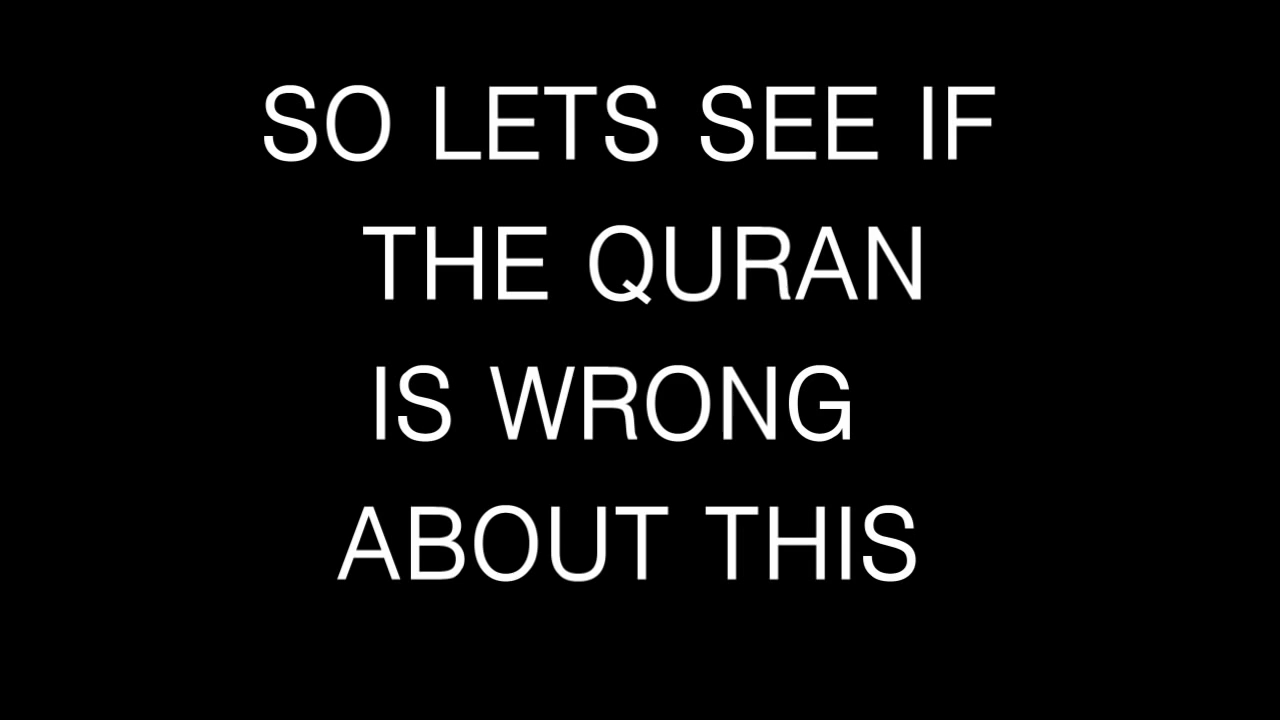 SO LETS SEE IF
THE QURAN
IS WRONG
ABOUT THIS